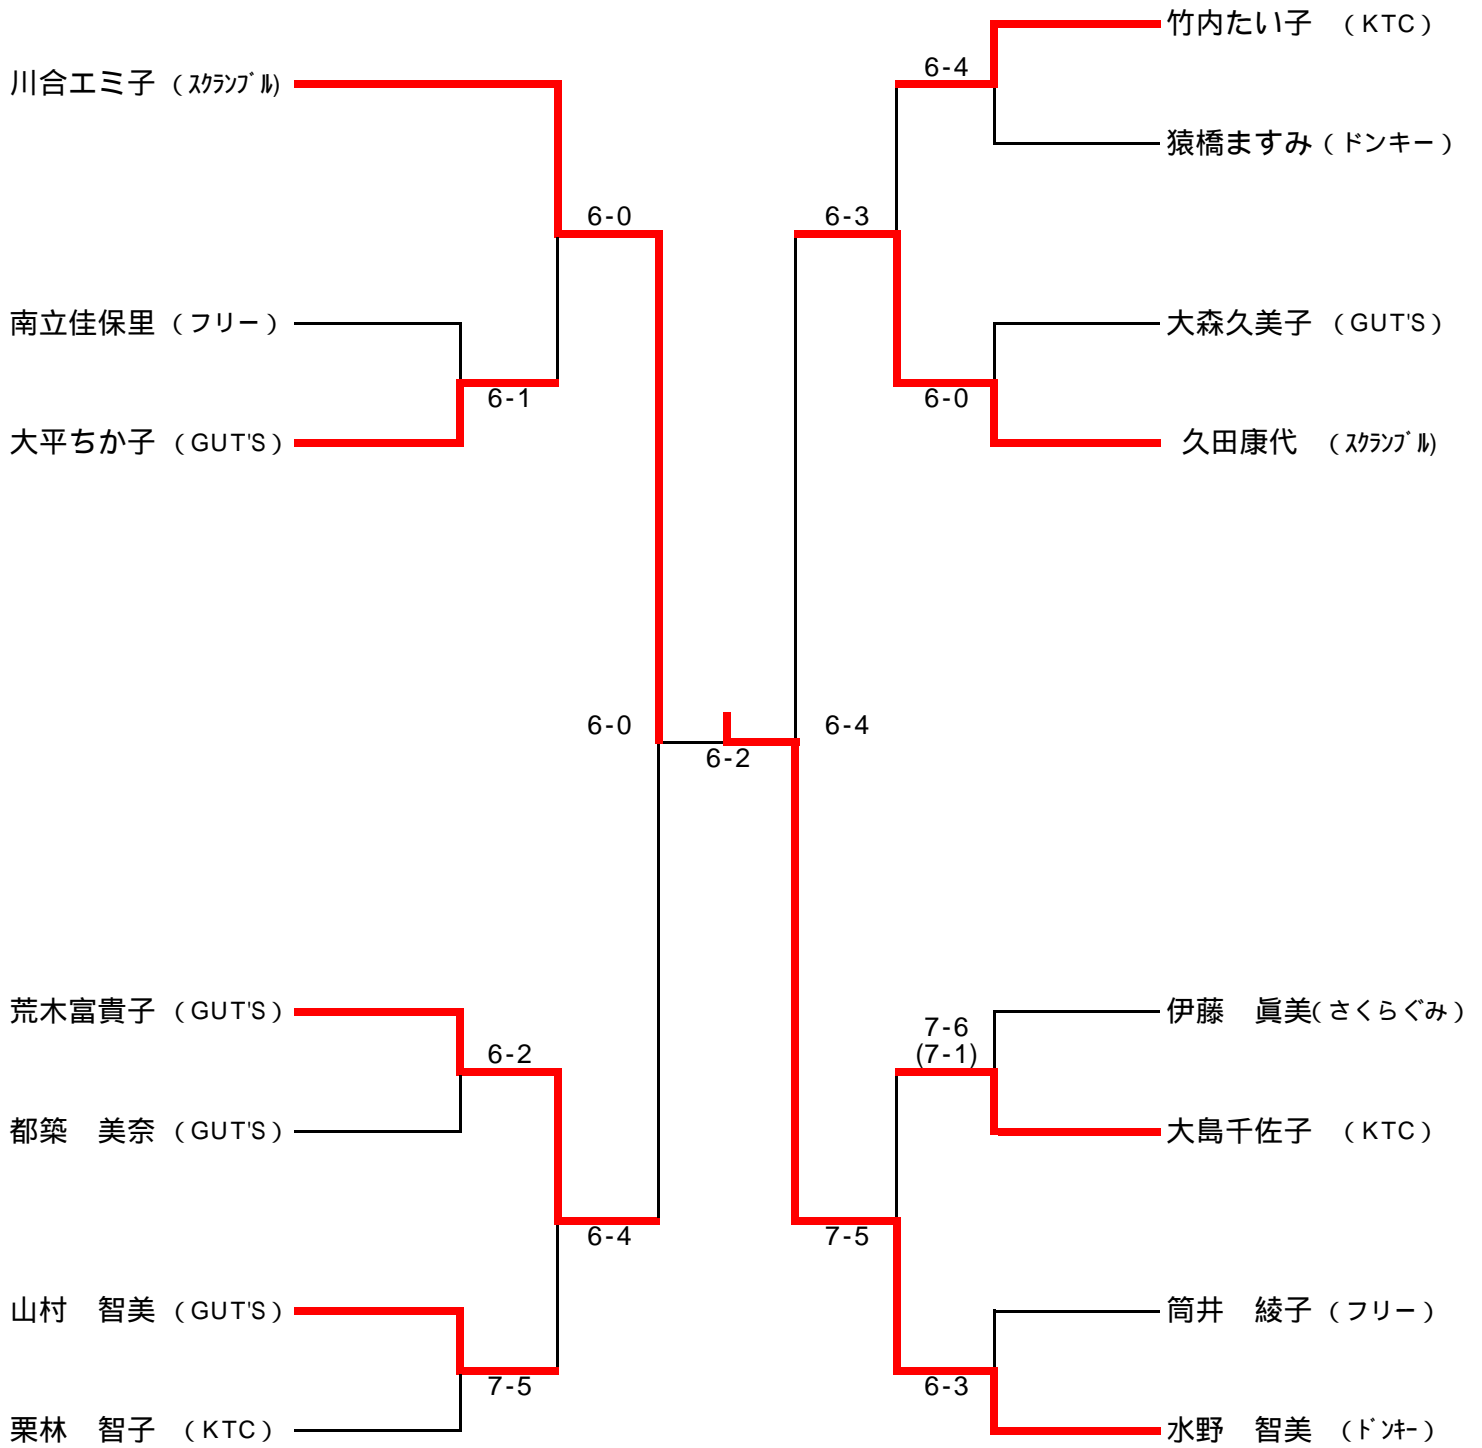 竹内たい子 （KTC）
6-4
川合エミ子 （ｽｸﾗﾝﾌﾞﾙ)
猿橋ますみ（ドンキー）
6-0
6-3
南立佳保里 （フリー）
大森久美子 （GUT'S）
6-1
6-0
大平ちか子 （GUT'S）
久田康代 （ｽｸﾗﾝﾌﾞﾙ)
6-0
6-4
6-2
荒木富貴子 （GUT'S）
伊藤　眞美(さくらぐみ）
7-6
(7-1)
6-2
都築　美奈 （GUT'S）
大島千佐子 （KTC）
6-4
7-5
山村　智美 （GUT'S）
筒井　綾子 （フリー）
7-5
6-3
栗林　智子 （KTC）
水野　智美 （ﾄﾞﾝｷｰ）